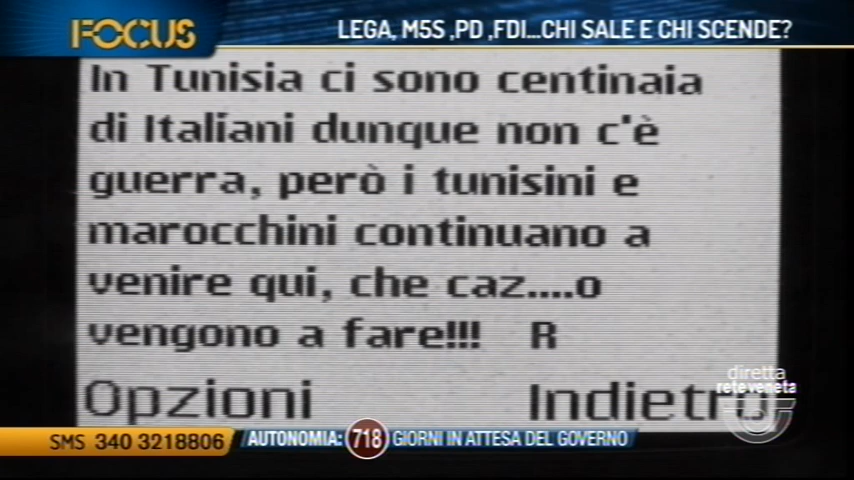 FOCUS
LEGA, M5S ,PD ,FDI...CHI SALE E CHI SCENDE?
In Tunisia ci sono centinaia
di Italiani dunque non c'è
guerra, però i tunisini e
marocchini continuano a
venire qui, che caz....o
vengono a fare!!! R
Opzioni Indietro
diretta
reteveneta
SMS 340 3218806
AUTONOMIA: 718 GIORNI IN ATTESA DEL GOVERNO